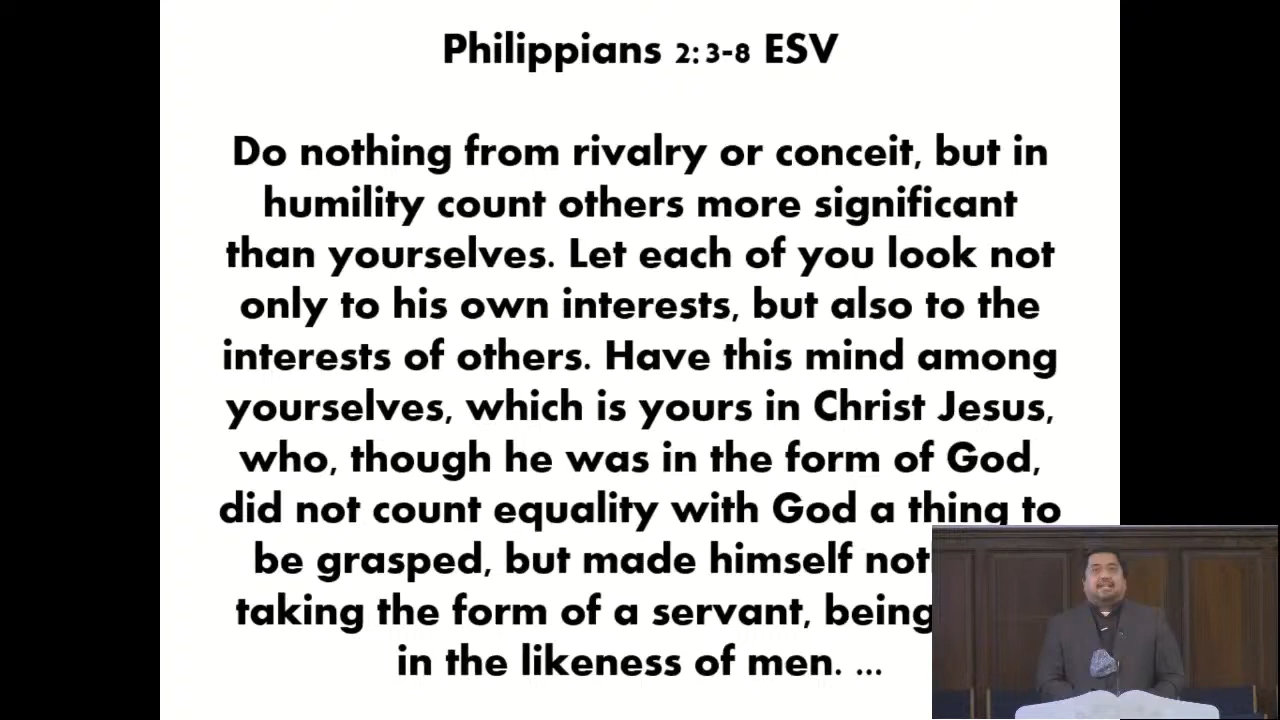 Philippians 2:3-8 ESV
Do nothing from rivalry or conceit, but in
humility count others more significant
than yourselves. Let each of you look not
only to his own interests, but also to the
interests of others. Have this mind among
yourselves, which is yours in Christ Jesus,
who, though he was in the form of God,
did not count equality with God a thing to
be grasped, but made himself
taking the form of a servant, being
in the likeness of men. ...